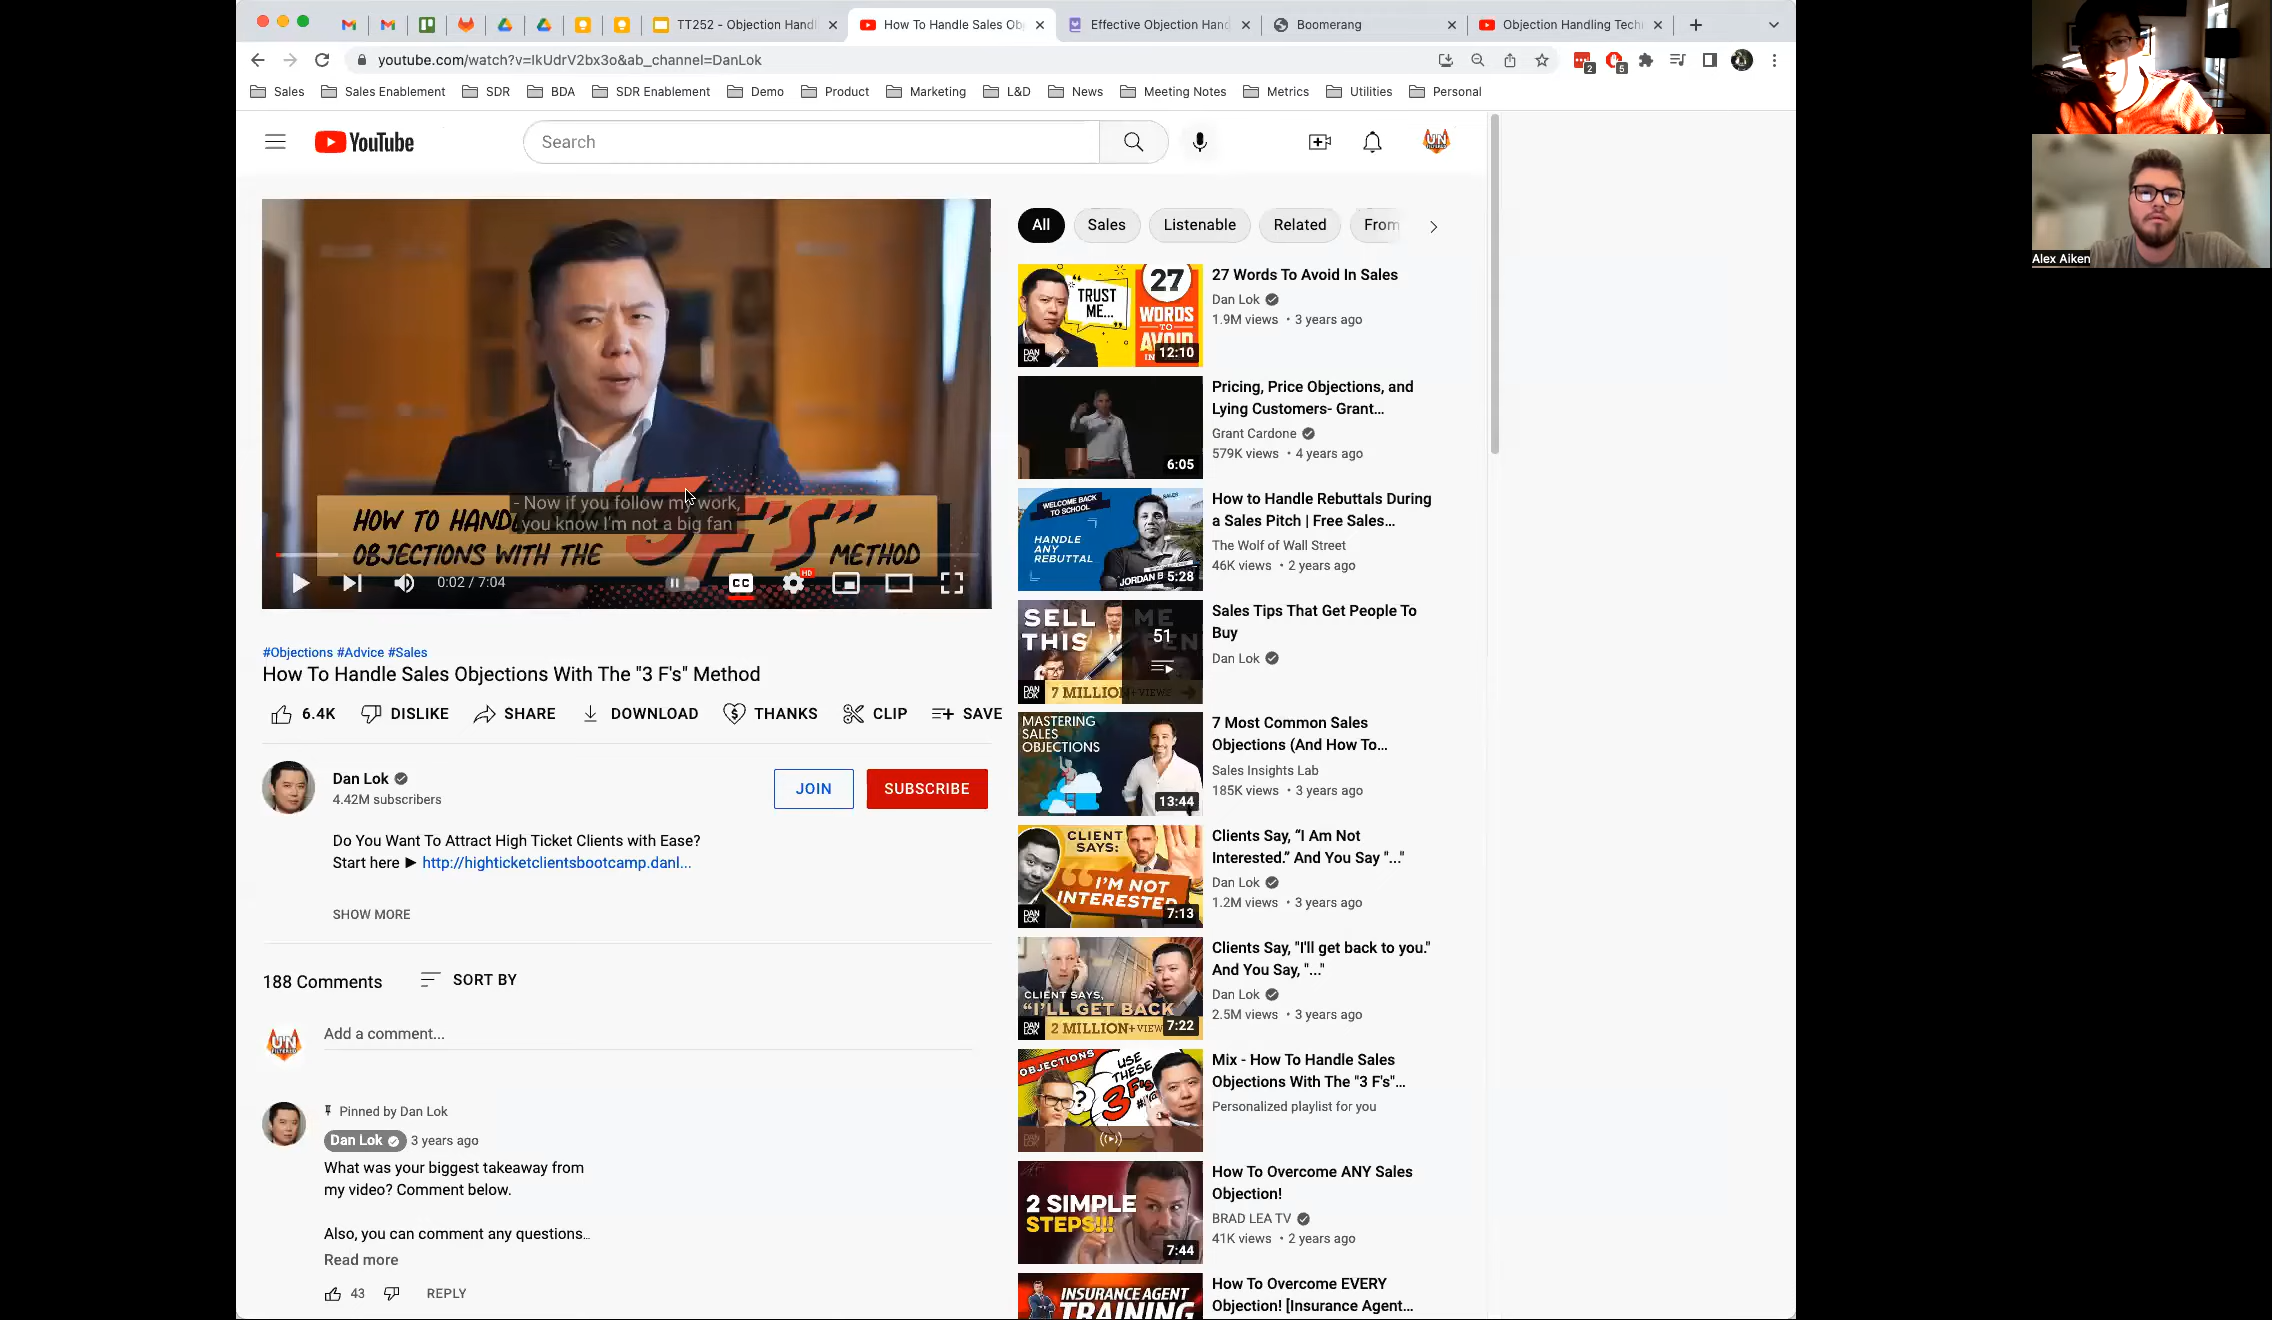 TT252 - Objection Handl
How To Handle Sales Ob
Effective Objection Hand
Boomerang
Objection Handling Tech
youtube.com/watch?v=IkUdrV2bx3o&ab_channel=DanLok
2
5
Sales
Sales Enablement
SDR
BDA
SDR Enablement
Demo
Product
Marketing
L&D
News
Meeting Notes
Metrics
Utilities
Personal
YouTube
Search
UN
- Now if you follow my work,
you know I'm not a big fan
HOW TO HANDL
OBJECTIONS WITH THE "3F'S" METHOD
0:02 / 7:04
CC
HD
#Objections #Advice #Sales
How To Handle Sales Objections With The "3 F's" Method
6.4K
DISLIKE
SHARE
DOWNLOAD
THANKS
CLIP
SAVE
Dan Lok
4.42M subscribers
JOIN
SUBSCRIBE
Do You Want To Attract High Ticket Clients with Ease?
Start here ► http://highticketclientsbootcamp.danl...
SHOW MORE
188 Comments
SORT BY
UN
FILTERED
Add a comment...
Pinned by Dan Lok
Dan Lok
3 years ago
What was your biggest takeaway from
my video? Comment below.
Also, you can comment any questions…
Read more
43
REPLY
All
Sales
Listenable
Related
From
TRUST
ME...
27
WORDS
TO
AVOID
IN
DAN
LOK
12:10
27 Words To Avoid In Sales
Dan Lok
1.9M views • 3 years ago
6:05
Pricing, Price Objections, and
Lying Customers- Grant...
Grant Cardone
579K views • 4 years ago
WELCOME BACK
TO SCHOOL
SALES
HANDLE
ANY
REBUTTAL
JORDAN B
5:28
How to Handle Rebuttals During
a Sales Pitch | Free Sales...
The Wolf of Wall Street
46K views • 2 years ago
SELL ME
THIS PEN
51
DAN
LOK
7 MILLION+VIEWS
Sales Tips That Get People To
Buy
Dan Lok
MASTERING
SALES
OBJECTIONS
13:44
7 Most Common Sales
Objections (And How To...
Sales Insights Lab
185K views • 3 years ago
CLIENT
SAYS:
"I'M NOT
INTERESTED
DAN
LOK
7:13
Clients Say, “I Am Not
Interested.” And You Say "..."
Dan Lok
1.2M views • 3 years ago
CLIENT SAYS,
"I'LL GET BACK
DAN
LOK
2 MILLION+VIEW
7:22
Clients Say, "I'll get back to you."
And You Say, "..."
Dan Lok
2.5M views • 3 years ago
OBJECTIONS
?
USE
THESE
3F's
DAN
LOK
Mix - How To Handle Sales
Objections With The "3 F's"...
Personalized playlist for you
2 SIMPLE
STEPS!!!
7:44
How To Overcome ANY Sales
Objection!
BRAD LEA TV
41K views • 2 years ago
INSURANCE AGENT
TRAINING
How To Overcome EVERY
Objection! [Insurance Agent...
Alex Aiken